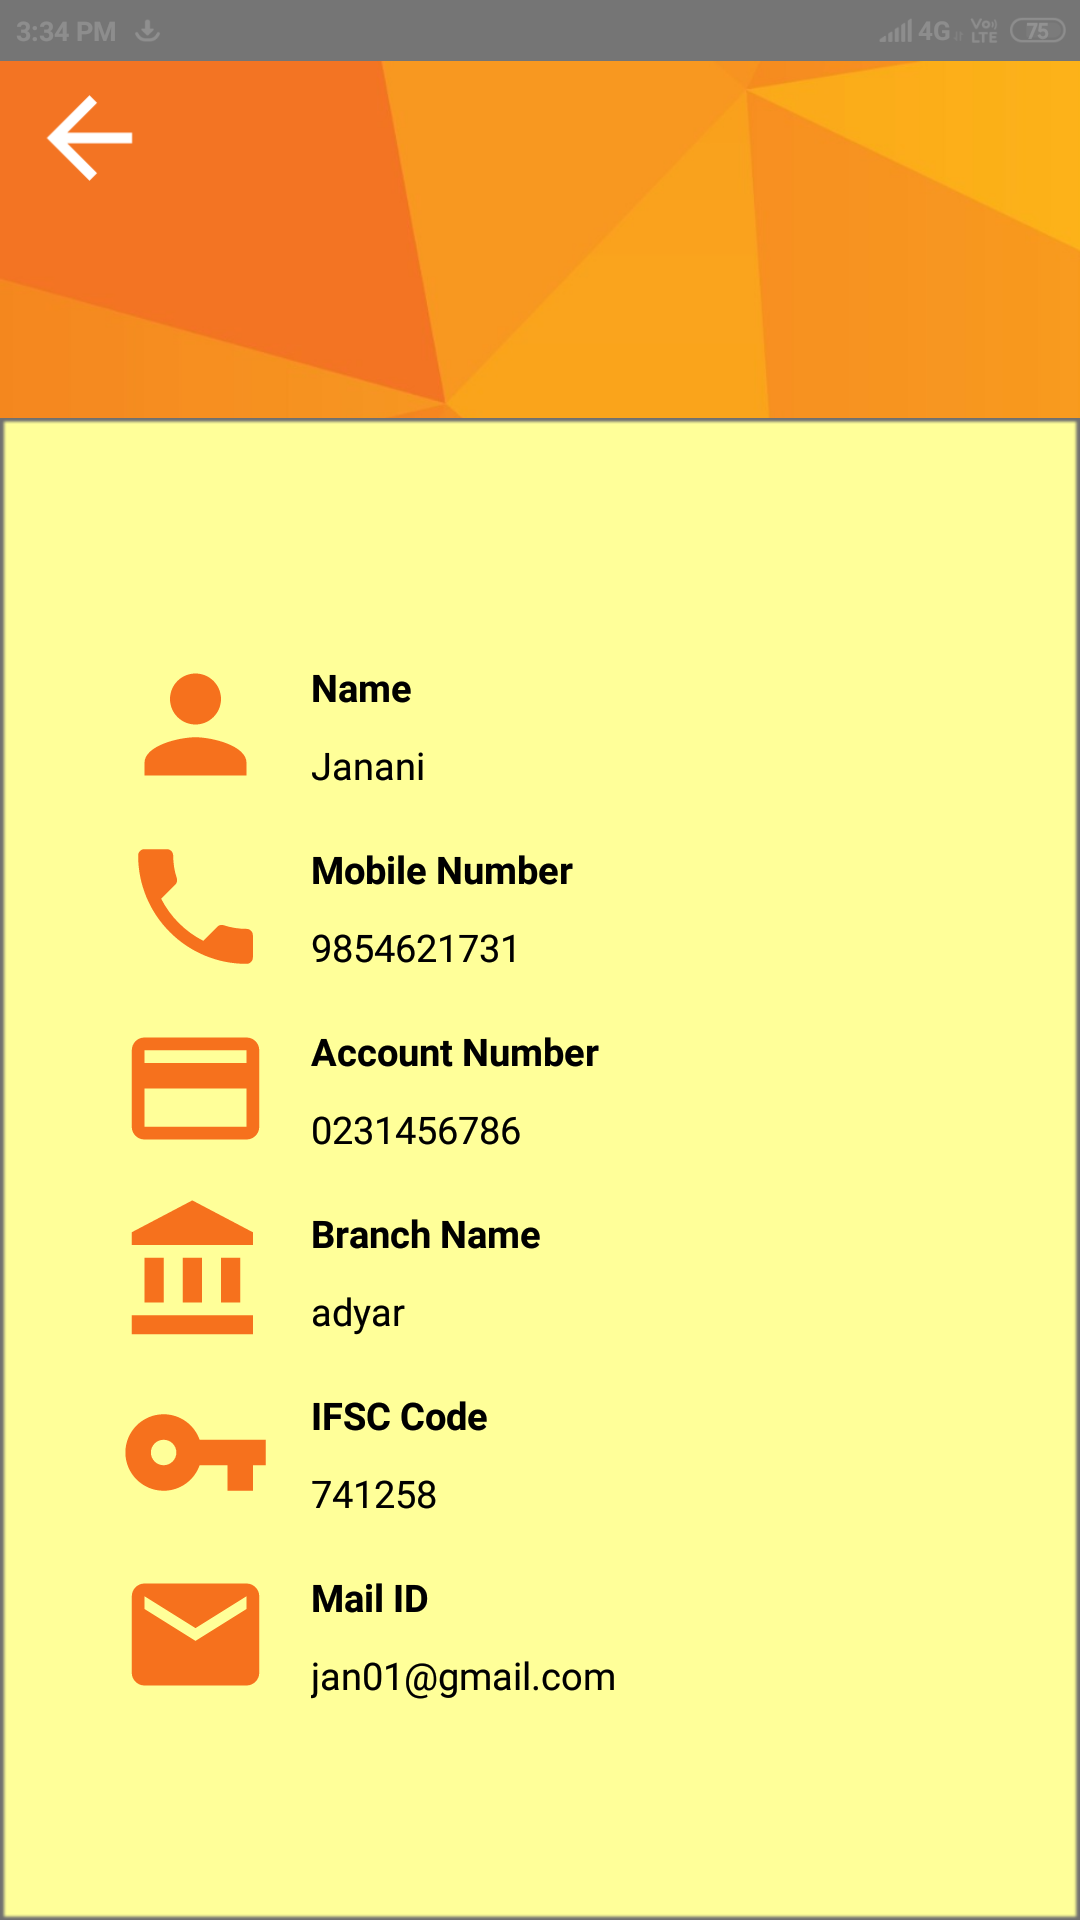 3:34 PM 4G Vo LTE 75
Name
Janani
Mobile Number
9854621731
Account Number
0231456786
Branch Name
adyar
IFSC Code
741258
Mail ID
jan01@gmail.com